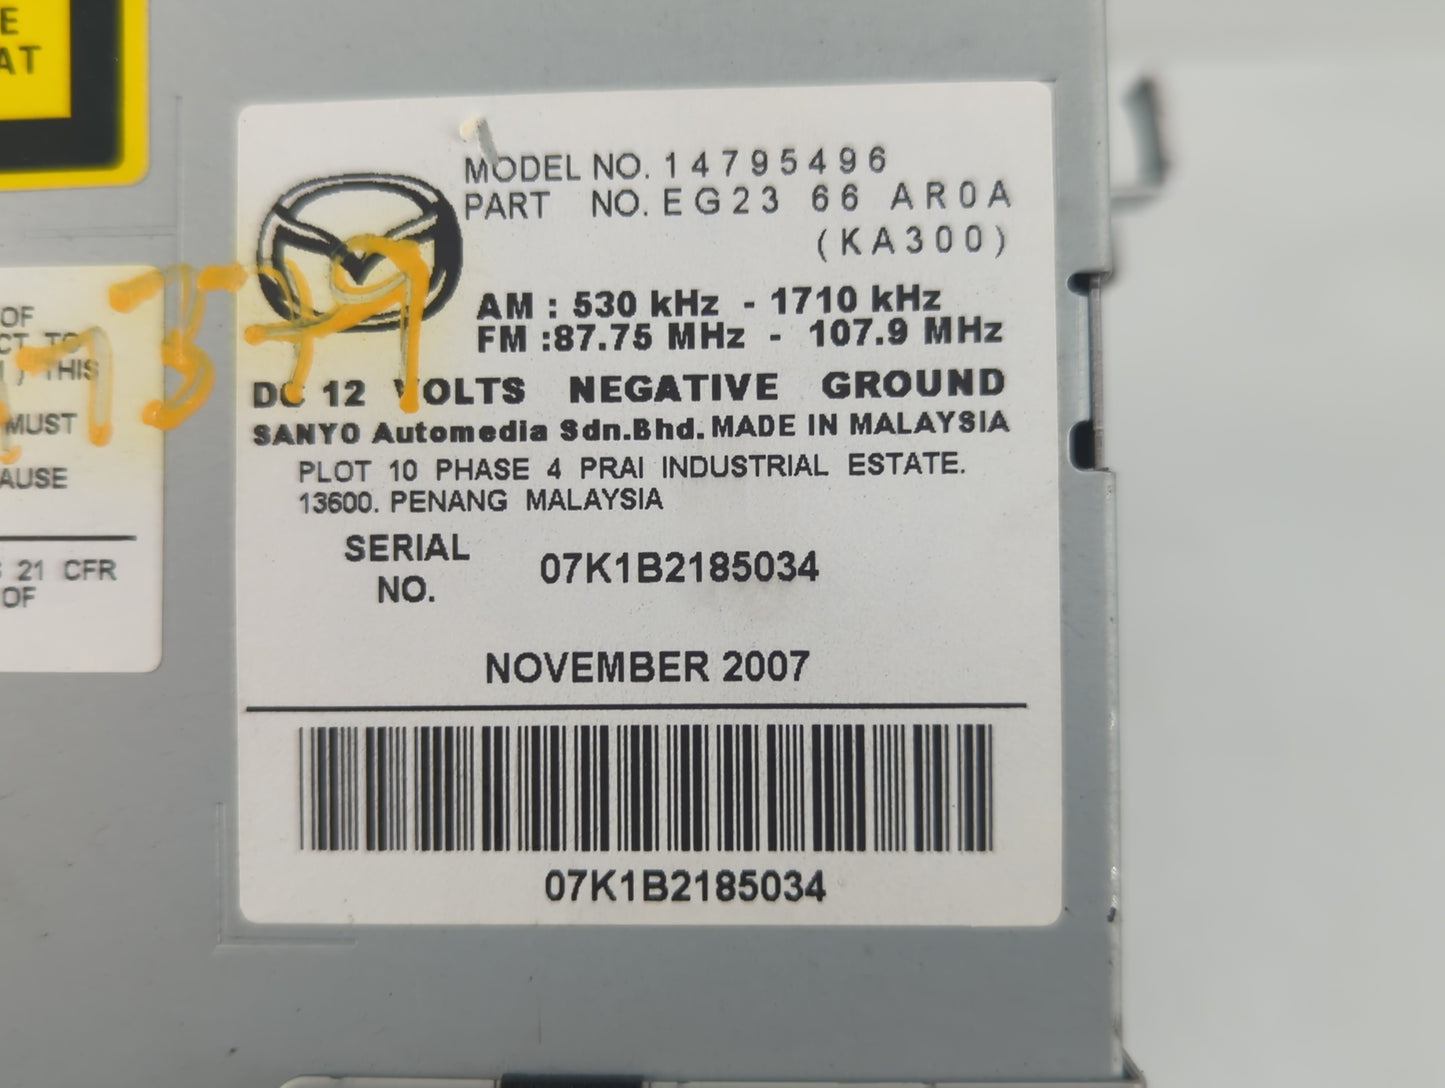 E
AT
MODEL NO. 14795496
PART NO. EG23 66 AR0A
(KA300)
AM : 530 kHz - 1710 kHz
FM :87.75 MHz - 107.9 MHz
DC 12 VOLTS NEGATIVE GROUND
SANYO Automedia Sdn.Bhd. MADE IN MALAYSIA
PLOT 10 PHASE 4 PRAI INDUSTRIAL ESTATE.
13600. PENANG MALAYSIA
SERIAL
NO. 07K1B2185034
NOVEMBER 2007
07K1B2185034
OF
CT TO
) THIS
MUST
AUSE
21 CFR
OF